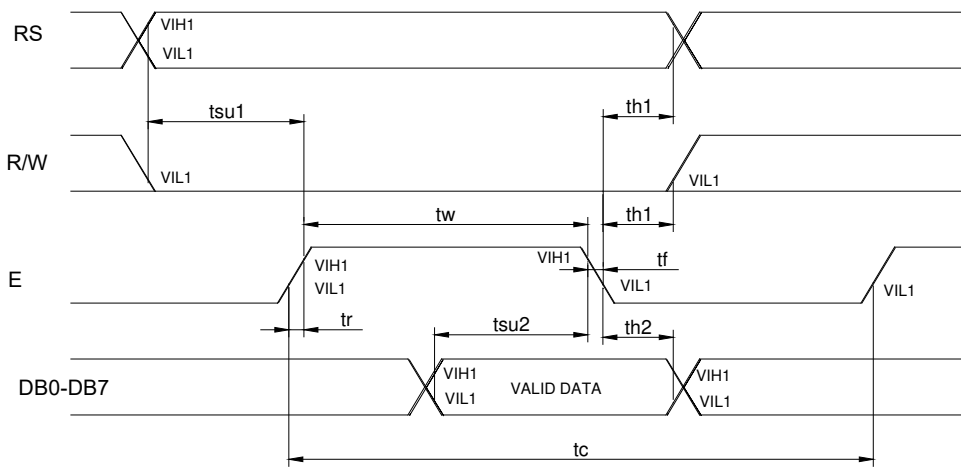 RS
VIH1
VIL1
tsu1
th1
R/W
VIL1
VIL1
tw
th1
E
VIH1
VIL1
VIH1
tf
VIL1
VIL1
tr
tsu2
th2
DB0-DB7
VIH1
VIL1
VALID DATA
VIH1
VIL1
tc